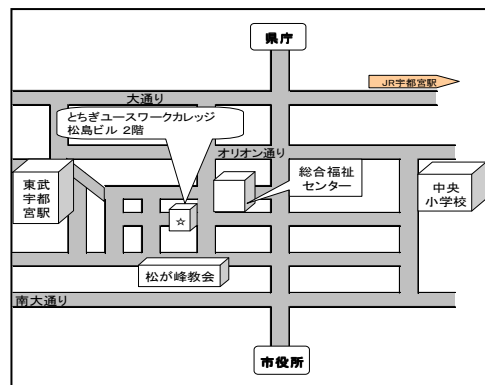 県庁
JR宇都宮駅
大通り
とちぎユースワークカレッジ
松島ビル 2階
オリオン通り
総合福祉
センター
東武
宇都
宮駅
中央
小学校
☆
松が峰教会
南大通り
市役所